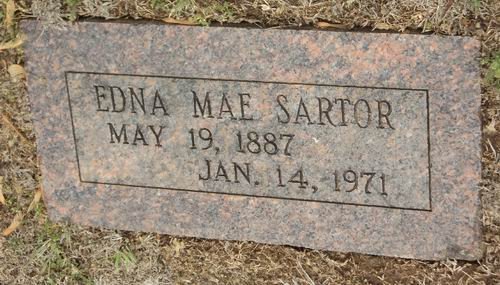 EDNA MAE SARTOR
MAY 19, 1887
JAN. 14, 1971